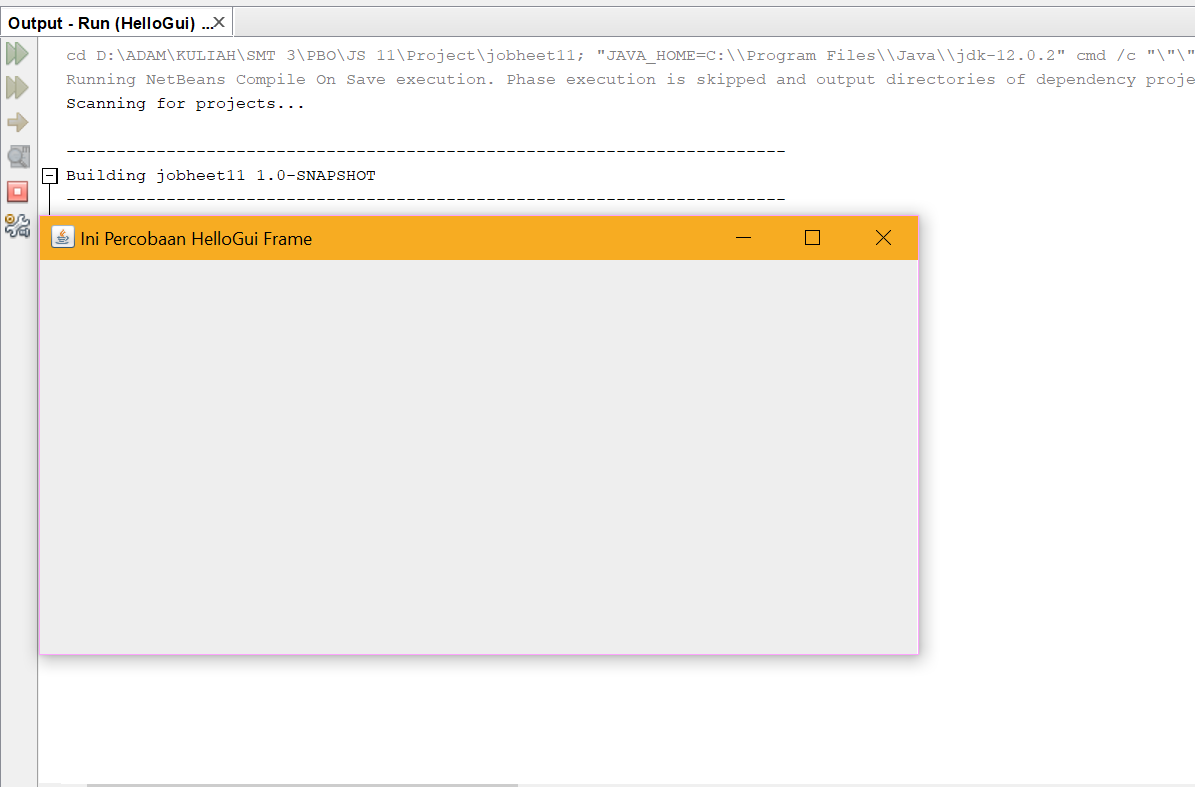 Output - Run (HelloGui) ...
cd D:\ADAM\KULIAH\SMT 3\PBO\JS 11\Project\jobheet11; "JAVA_HOME=C:\\Program Files\\Java\\jdk-12.0.2" cmd /c "\"\"
Running NetBeans Compile On Save execution. Phase execution is skipped and output directories of dependency proje
Scanning for projects...
------------------------------------------------------------------------
Building jobheet11 1.0-SNAPSHOT
------------------------------------------------------------------------
Ini Percobaan HelloGui Frame